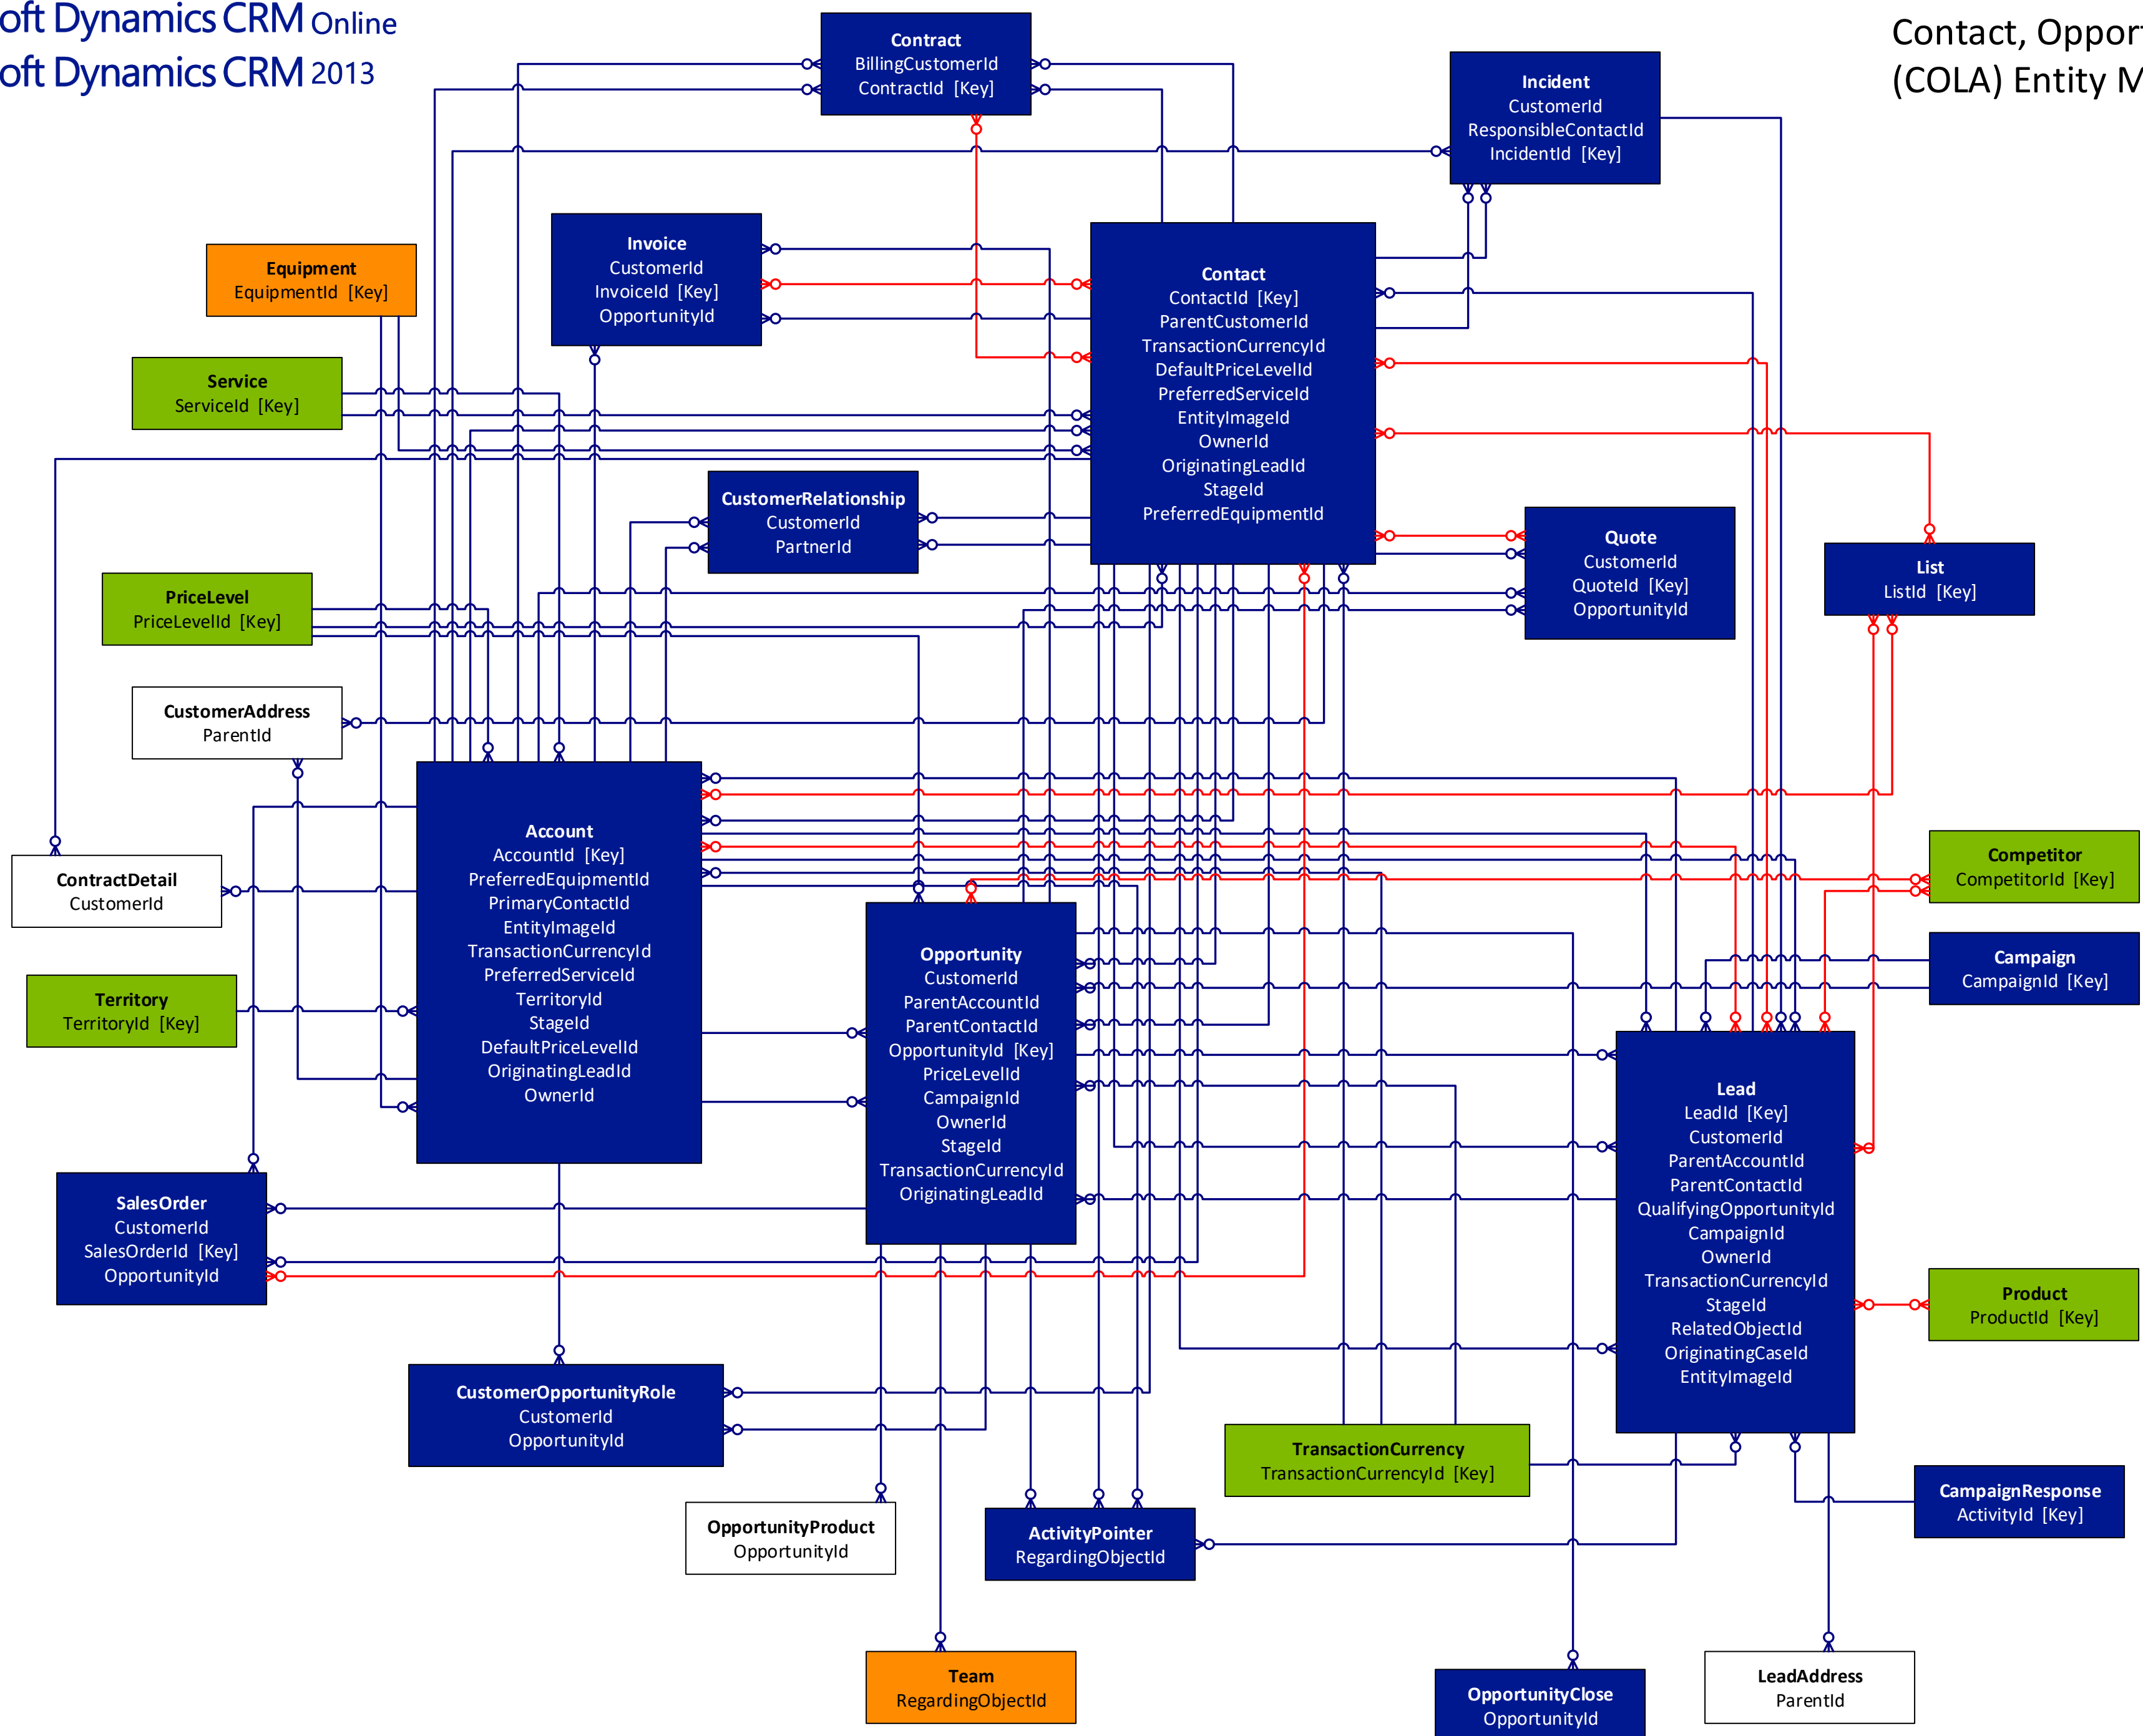 oft Dynamics CRM Online
oft Dynamics CRM 2013
Contact, Oppor
(COLA) Entity M
Contract
BillingCustomerId
ContractId [Key]
Incident
CustomerId
ResponsibleContactId
IncidentId [Key]
Invoice
CustomerId
InvoiceId [Key]
OpportunityId
Equipment
EquipmentId [Key]
Contact
ContactId [Key]
ParentCustomerId
TransactionCurrencyId
DefaultPriceLevelId
PreferredServiceId
EntityImageId
OwnerId
OriginatingLeadId
StageId
PreferredEquipmentId
Service
ServiceId [Key]
CustomerRelationship
CustomerId
PartnerId
Quote
CustomerId
QuoteId [Key]
OpportunityId
List
ListId [Key]
PriceLevel
PriceLevelId [Key]
CustomerAddress
ParentId
Account
AccountId [Key]
PreferredEquipmentId
PrimaryContactId
EntityImageId
TransactionCurrencyId
PreferredServiceId
TerritoryId
StageId
DefaultPriceLevelId
OriginatingLeadId
OwnerId
ContractDetail
CustomerId
Competitor
CompetitorId [Key]
Opportunity
CustomerId
ParentAccountId
ParentContactId
OpportunityId [Key]
PriceLevelId
CampaignId
OwnerId
StageId
TransactionCurrencyId
OriginatingLeadId
Campaign
CampaignId [Key]
Territory
TerritoryId [Key]
Lead
LeadId [Key]
CustomerId
ParentAccountId
ParentContactId
QualifyingOpportunityId
CampaignId
OwnerId
TransactionCurrencyId
StageId
RelatedObjectId
OriginatingCaseId
EntityImageId
SalesOrder
CustomerId
SalesOrderId [Key]
OpportunityId
Product
ProductId [Key]
CustomerOpportunityRole
CustomerId
OpportunityId
TransactionCurrency
TransactionCurrencyId [Key]
CampaignResponse
ActivityId [Key]
OpportunityProduct
OpportunityId
ActivityPointer
RegardingObjectId
Team
RegardingObjectId
OpportunityClose
OpportunityId
LeadAddress
ParentId